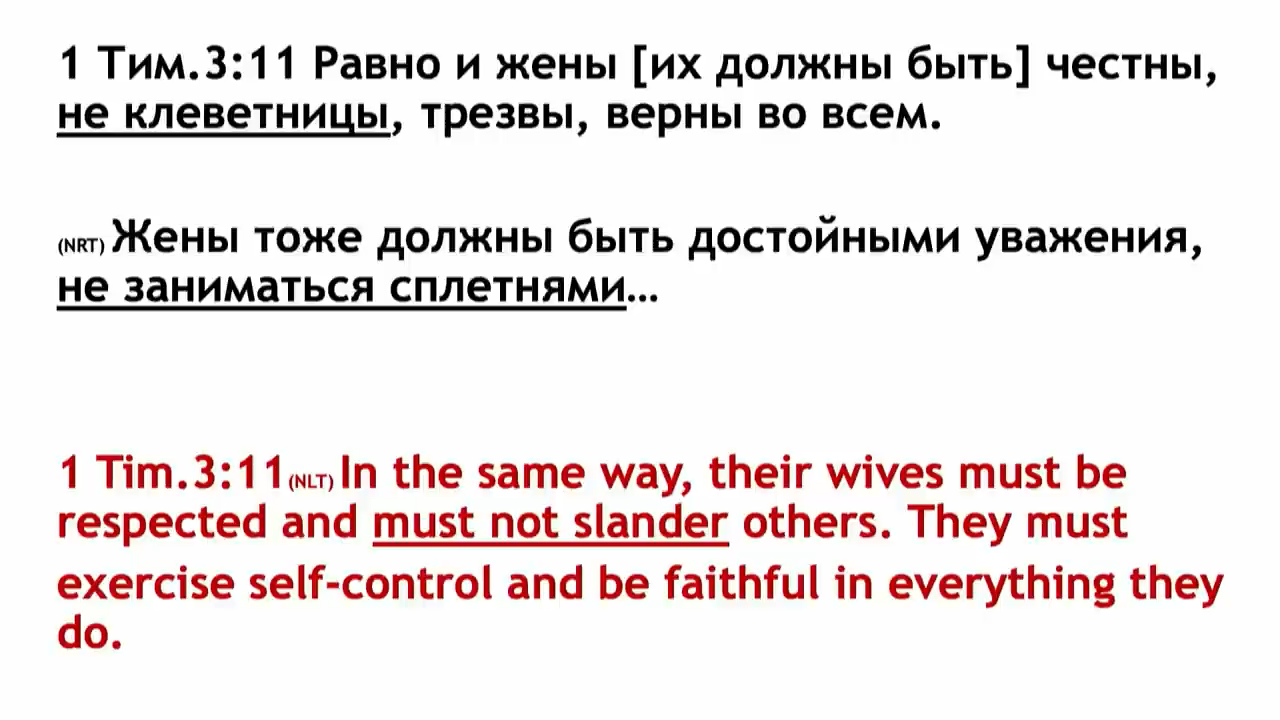 1 Тим.3:11 Равно и жены [их должны быть] честны,
не клеветницы, трезвы, верны во всем.
(NRT) Жены тоже должны быть достойными уважения,
не заниматься сплетнями...
1 Tim.3:11(NLT) In the same way, their wives must be
respected and must not slander others. They must
exercise self-control and be faithful in everything they
do.